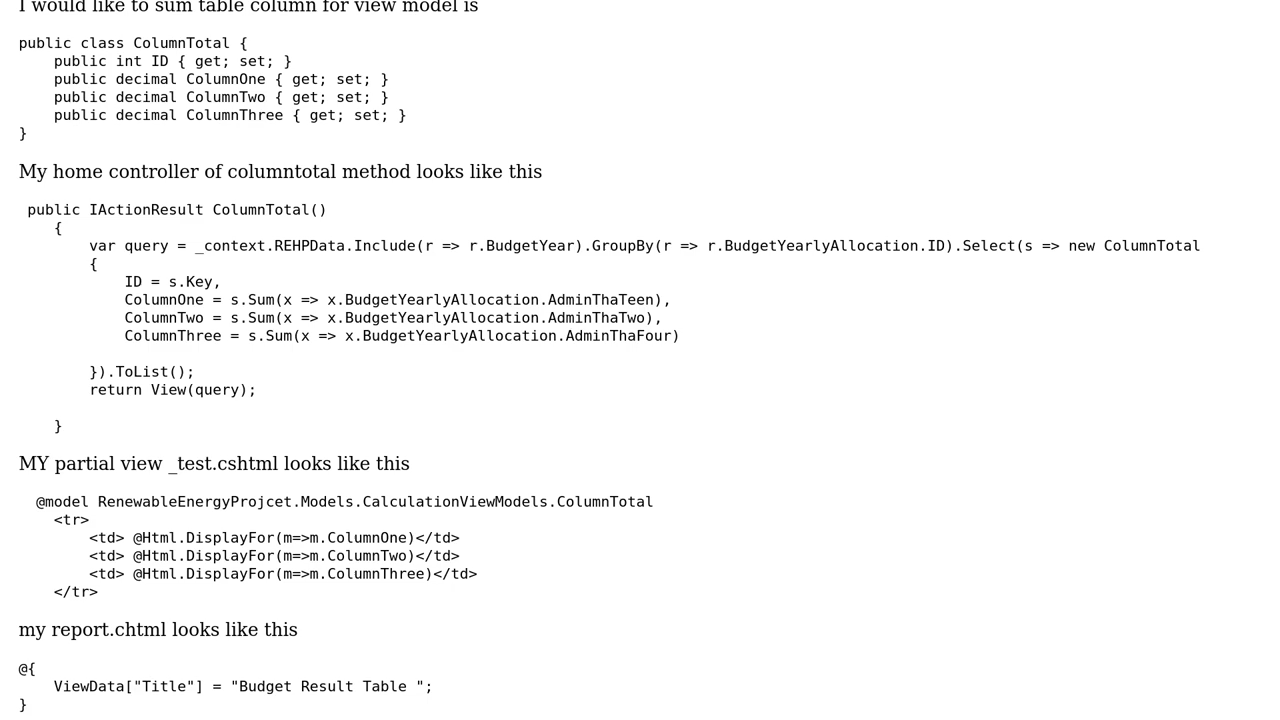 I would like to sum table column for view model is
public class ColumnTotal {
    public int ID { get; set; }
    public decimal ColumnOne { get; set; }
    public decimal ColumnTwo { get; set; }
    public decimal ColumnThree { get; set; }
}
My home controller of columntotal method looks like this
 public IActionResult ColumnTotal()
    {
        var query = _context.REHPData.Include(r => r.BudgetYear).GroupBy(r => r.BudgetYearlyAllocation.ID).Select(s => new ColumnTotal
        {
            ID = s.Key,
            ColumnOne = s.Sum(x => x.BudgetYearlyAllocation.AdminThaTeen),
            ColumnTwo = s.Sum(x => x.BudgetYearlyAllocation.AdminThaTwo),
            ColumnThree = s.Sum(x => x.BudgetYearlyAllocation.AdminThaFour)
        }).ToList();
        return View(query);
    }
MY partial view _test.cshtml looks like this
  @model RenewableEnergyProjcet.Models.CalculationViewModels.ColumnTotal
    <tr>
        <td> @Html.DisplayFor(m=>m.ColumnOne)</td>
        <td> @Html.DisplayFor(m=>m.ColumnTwo)</td>
        <td> @Html.DisplayFor(m=>m.ColumnThree)</td>
    </tr>
my report.chtml looks like this
@{
    ViewData["Title"] = "Budget Result Table ";
}